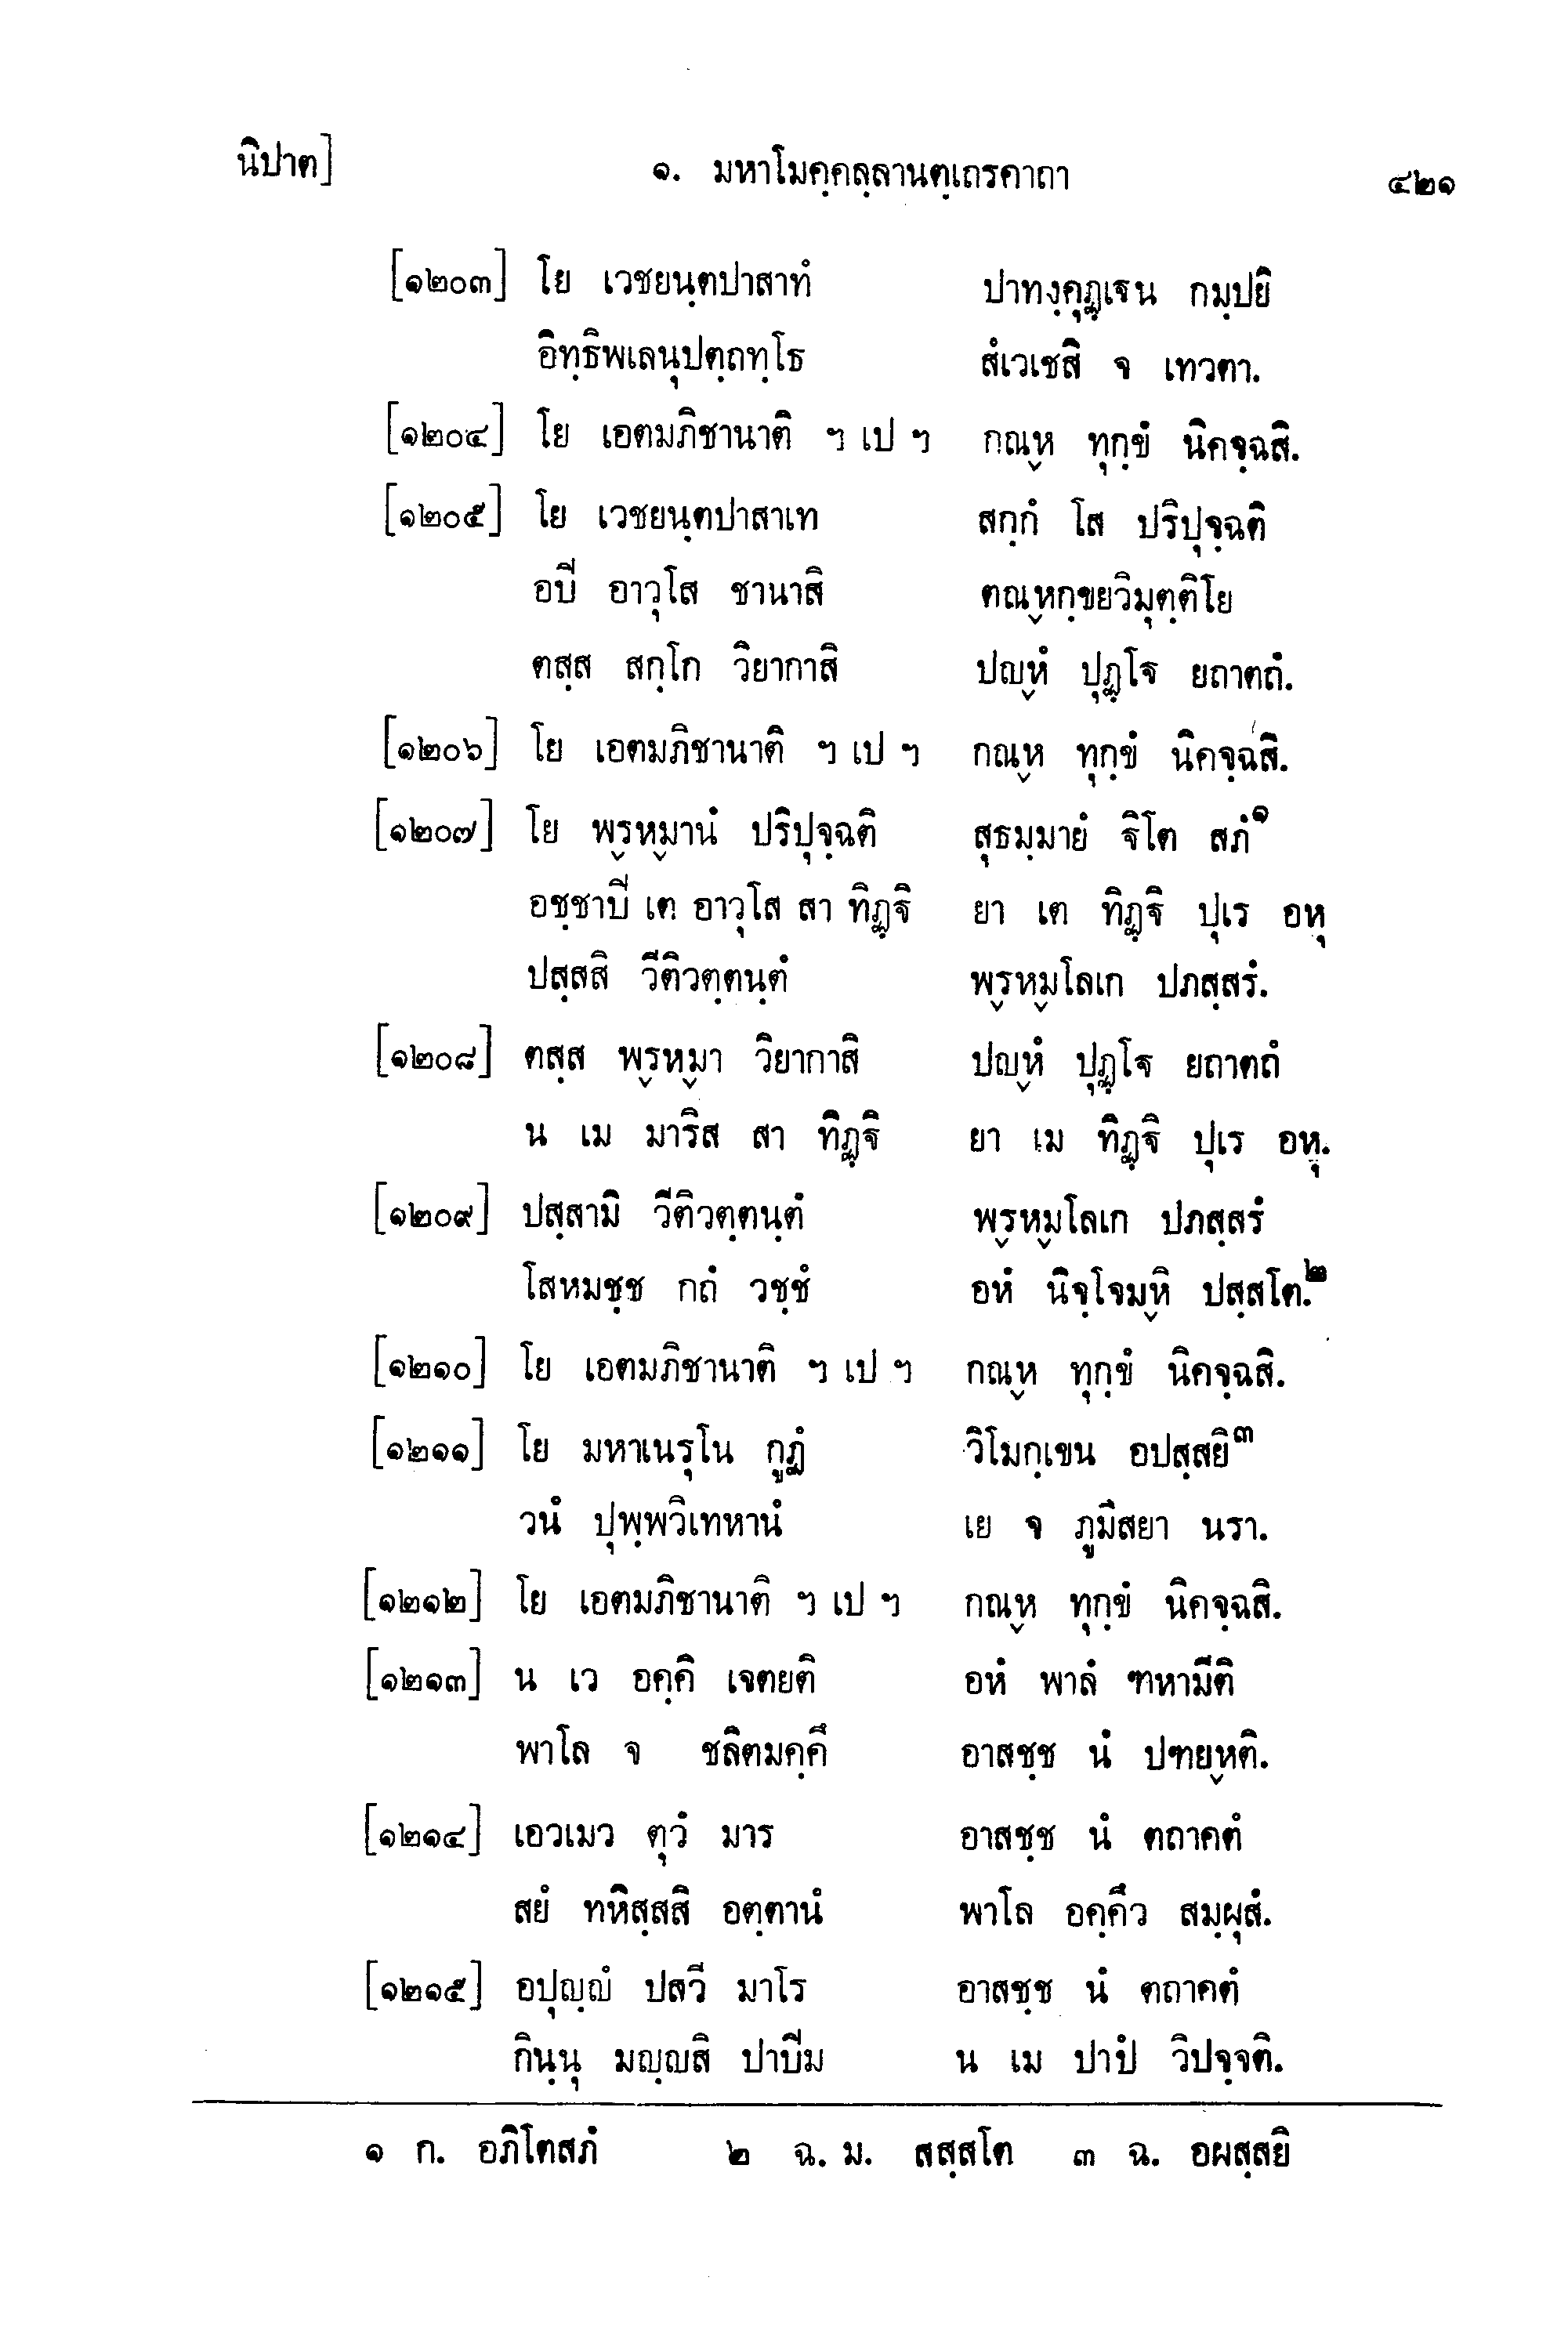 นิปาต] ๑. มหาโมคฺคลฺลานตฺเถรคาถา ๔๒๑
[๑๒๐๓] โย เวชยนฺตปาสาทํ ปาทงฺคุฏฺเฐน กมฺปยิ
อิทฺธิพเลนุปตฺถทฺโธ สํเวเชสิ จ เทวตา.
[๑๒๐๔] โย เอตมภิชานาติ ฯ เป ฯ กณฺห ทุกฺขํ นิคจฺฉสิ.
[๑๒๐๕] โย เวชยนฺตปาสาเท สกฺกํ โส ปริปุจฺฉติ
อปิ อาวุโส ชานาสิ ตณฺหกฺขยวิมุตฺติโย
ตสฺส สกฺโก วิยากาสิ ปญฺหํ ปุฏฺโฐ ยถาตถํ.
[๑๒๐๖] โย เอตมภิชานาติ ฯ เป ฯ กณฺห ทุกฺขํ นิคจฺฉสิ.
[๑๒๐๗] โย พฺรหฺมานํ ปริปุจฺฉติ สุธมฺมายํ ฐิโต สภํ๑
อชฺชาปิ เต อาวุโส สา ทิฏฺฐิ ยา เต ทิฏฺฐิ ปุเร อหุ
ปสฺสสิ วีติวตฺตนฺตํ พฺรหฺมโลเก ปภสฺสรํ.
[๑๒๐๘] ตสฺส พฺรหฺมา วิยากาสิ ปญฺหํ ปุฏฺโฐ ยถาตถํ
น เม มาริส สา ทิฏฺฐิ ยา เม ทิฏฺฐิ ปุเร อหุ.
[๑๒๐๙] ปสฺสามิ วีติวตฺตนฺตํ พฺรหฺมโลเก ปภสฺสรํ
โสหมชฺช กถํ วชฺชํ อหํ นิจฺโจมฺหิ ปสฺสโต.๒
[๑๒๑๐] โย เอตมภิชานาติ ฯ เป ฯ กณฺห ทุกฺขํ นิคจฺฉสิ.
[๑๒๑๑] โย มหาเนรุโน กูฏํ วิโมกฺเขน อปสฺสยิ๓
วนํ ปุพฺพวิเทหานํ เย จ ภูมิสยา นรา.
[๑๒๑๒] โย เอตมภิชานาติ ฯ เป ฯ กณฺห ทุกฺขํ นิคจฺฉสิ.
[๑๒๑๓] น เว อคฺคิ เจตยติ อหํ พาลํ ฑหามีติ
พาโล จ ชลิตมคฺคึ อาสชฺช นํ ปฑยฺหติ.
[๑๒๑๔] เอวเมว ตุวํ มาร อาสชฺช นํ ตถาคตํ
สยํ ทหิสฺสสิ อตฺตานํ พาโล อคฺคึว สมฺผุสํ.
[๑๒๑๕] อปุญฺญํ ปสวี มาโร อาสชฺช นํ ตถาคตํ
กินฺนุ มญฺญสิ ปาปิม น เม ปาปํ วิปจฺจติ.
๑ ก. อภิโตสภํ ๒ ฉ. ม. สสฺสโต ๓ ฉ. อผสฺสยิ